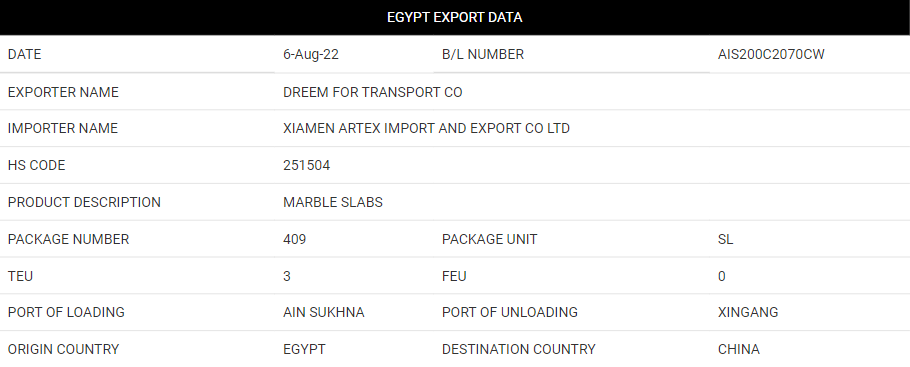 EGYPT EXPORT DATA
DATE 6-Aug-22 B/L NUMBER AIS200C2070CW
EXPORTER NAME DREEM FOR TRANSPORT CO
IMPORTER NAME XIAMEN ARTEX IMPORT AND EXPORT CO LTD
HS CODE 251504
PRODUCT DESCRIPTION MARBLE SLABS
PACKAGE NUMBER 409 PACKAGE UNIT SL
TEU 3 FEU 0
PORT OF LOADING AIN SUKHNA PORT OF UNLOADING XINGANG
ORIGIN COUNTRY EGYPT DESTINATION COUNTRY CHINA